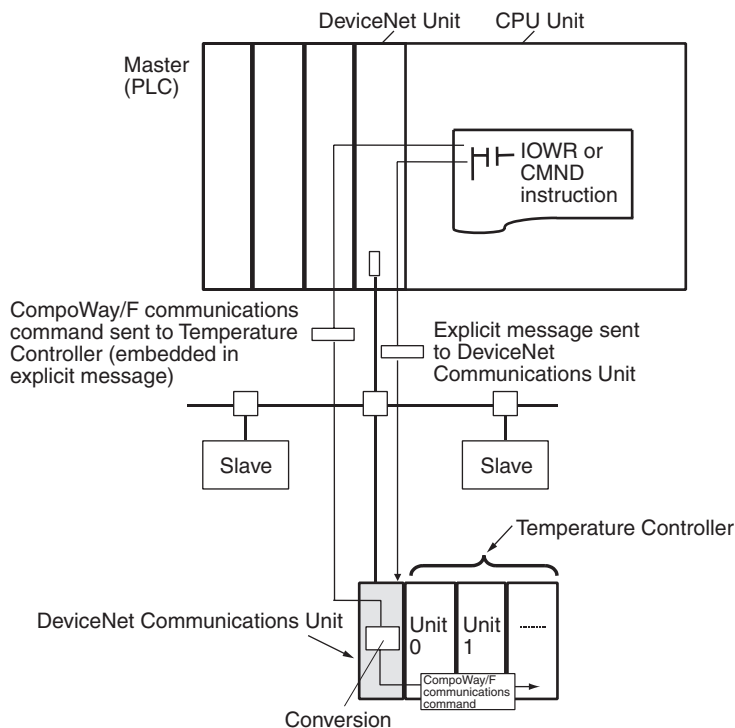 DeviceNet Unit
CPU Unit
Master
(PLC)
IOWR or
CMND
instruction
CompoWay/F communications
command sent to Temperature
Controller (embedded in
explicit message)
Explicit message sent
to DeviceNet
Communications Unit
Slave
Slave
Temperature Controller
DeviceNet Communications Unit
Unit
0
Unit
1
........
CompoWay/F
communications
command
Conversion